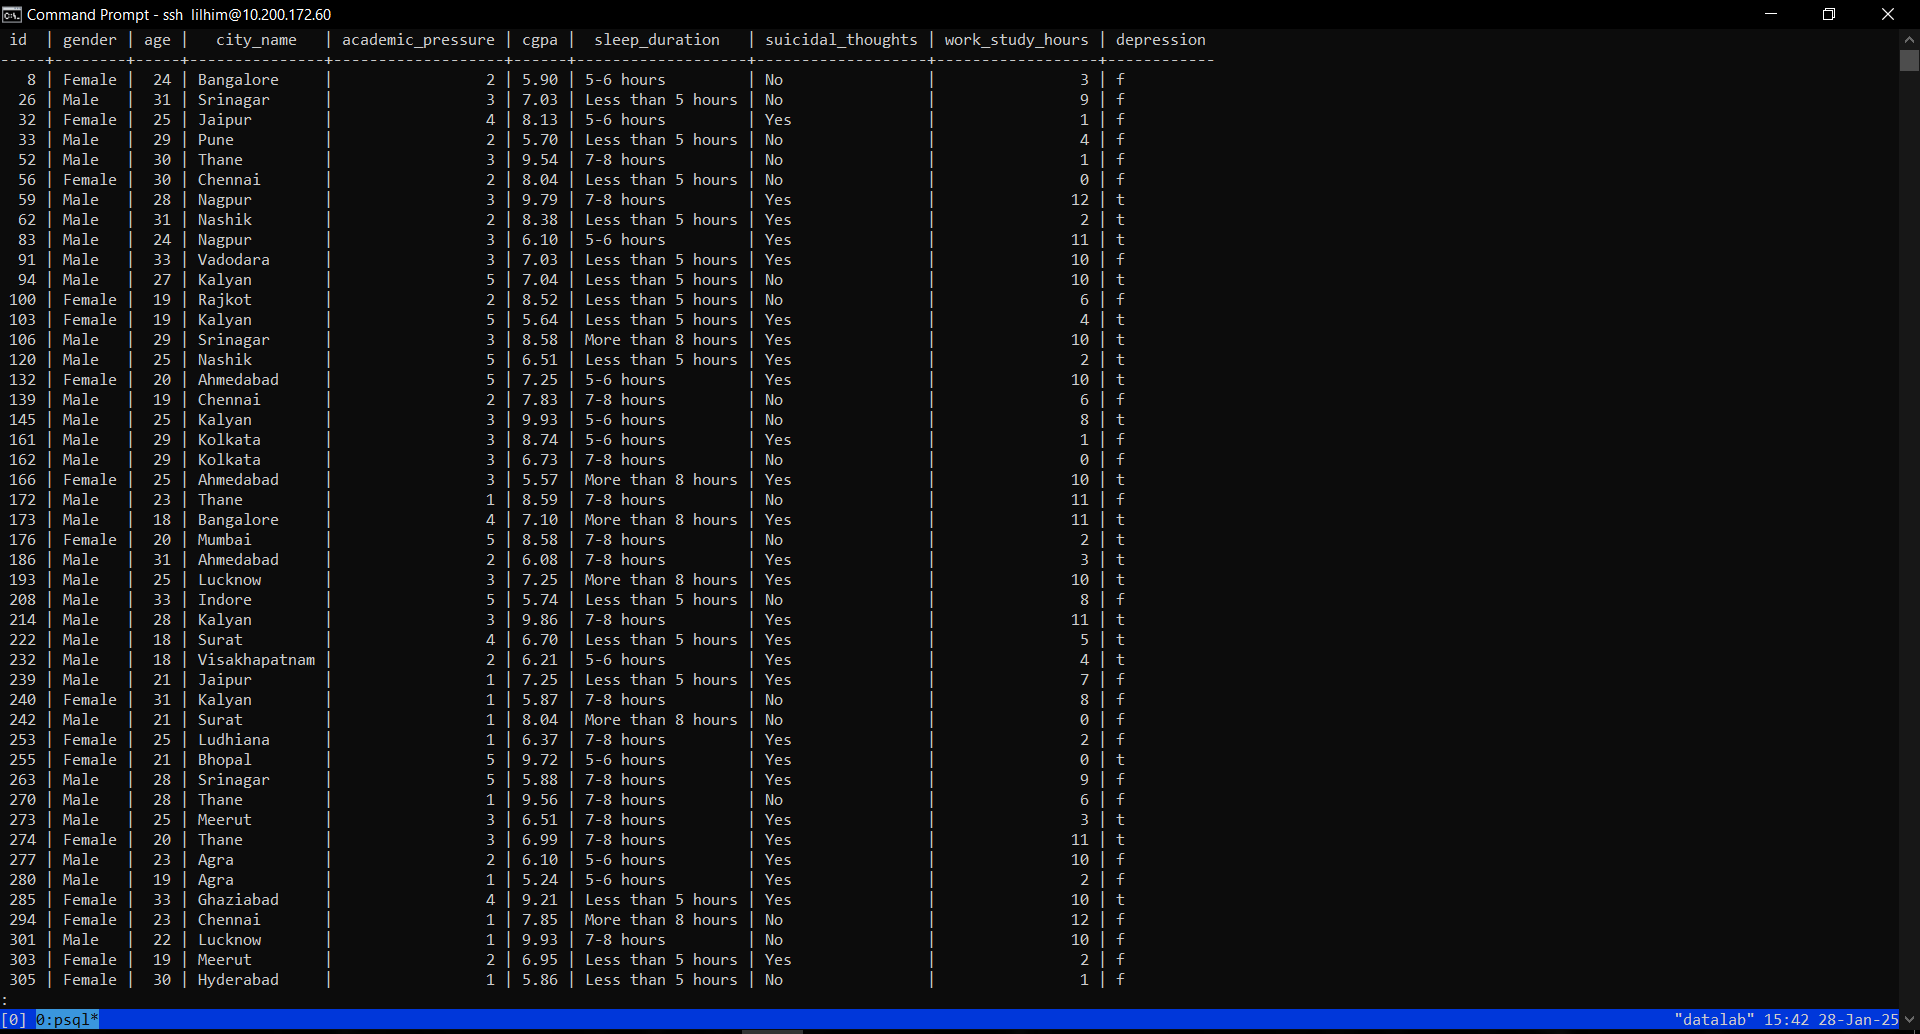 Command Prompt - ssh  lilhim@10.200.172.60
 id  | gender | age |   city_name   | academic_pressure | cgpa |  sleep_duration   | suicidal_thoughts | work_study_hours | depression
-----+--------+-----+---------------+-------------------+------+-------------------+-------------------+------------------+------------
   8 | Female |  24 | Bangalore     |                 2 | 5.90 | 5-6 hours         | No                |                3 | f
  26 | Male   |  31 | Srinagar      |                 3 | 7.03 | Less than 5 hours | No                |                9 | f
  32 | Female |  25 | Jaipur        |                 4 | 8.13 | 5-6 hours         | Yes               |                1 | f
  33 | Male   |  29 | Pune          |                 2 | 5.70 | Less than 5 hours | No                |                4 | f
  52 | Male   |  30 | Thane         |                 3 | 9.54 | 7-8 hours         | No                |                1 | f
  56 | Female |  30 | Chennai       |                 2 | 8.04 | Less than 5 hours | No                |                0 | f
  59 | Male   |  28 | Nagpur        |                 3 | 9.79 | 7-8 hours         | Yes               |               12 | t
  62 | Male   |  31 | Nashik        |                 2 | 8.38 | Less than 5 hours | Yes               |                2 | t
  83 | Male   |  24 | Nagpur        |                 3 | 6.10 | 5-6 hours         | Yes               |               11 | t
  91 | Male   |  33 | Vadodara      |                 3 | 7.03 | Less than 5 hours | Yes               |               10 | f
  94 | Male   |  27 | Kalyan        |                 5 | 7.04 | Less than 5 hours | No                |               10 | t
 100 | Female |  19 | Rajkot        |                 2 | 8.52 | Less than 5 hours | No                |                6 | f
 103 | Female |  19 | Kalyan        |                 5 | 5.64 | Less than 5 hours | Yes               |                4 | t
 106 | Male   |  29 | Srinagar      |                 3 | 8.58 | More than 8 hours | Yes               |               10 | t
 120 | Male   |  25 | Nashik        |                 5 | 6.51 | Less than 5 hours | Yes               |                2 | t
 132 | Female |  20 | Ahmedabad     |                 5 | 7.25 | 5-6 hours         | Yes               |               10 | t
 139 | Male   |  19 | Chennai       |                 2 | 7.83 | 7-8 hours         | No                |                6 | f
 145 | Male   |  25 | Kalyan        |                 3 | 9.93 | 5-6 hours         | No                |                8 | t
 161 | Male   |  29 | Kolkata       |                 3 | 8.74 | 5-6 hours         | Yes               |                1 | f
 162 | Male   |  29 | Kolkata       |                 3 | 6.73 | 7-8 hours         | No                |                0 | f
 166 | Female |  25 | Ahmedabad     |                 3 | 5.57 | More than 8 hours | Yes               |               10 | t
 172 | Male   |  23 | Thane         |                 1 | 8.59 | 7-8 hours         | No                |               11 | f
 173 | Male   |  18 | Bangalore     |                 4 | 7.10 | More than 8 hours | Yes               |               11 | t
 176 | Female |  20 | Mumbai        |                 5 | 8.58 | 7-8 hours         | No                |                2 | t
 186 | Male   |  31 | Ahmedabad     |                 2 | 6.08 | 7-8 hours         | Yes               |                3 | t
 193 | Male   |  25 | Lucknow       |                 3 | 7.25 | More than 8 hours | Yes               |               10 | t
 208 | Male   |  33 | Indore        |                 5 | 5.74 | Less than 5 hours | No                |                8 | f
 214 | Male   |  28 | Kalyan        |                 3 | 9.86 | 7-8 hours         | Yes               |               11 | t
 222 | Male   |  18 | Surat         |                 4 | 6.70 | Less than 5 hours | Yes               |                5 | t
 232 | Male   |  18 | Visakhapatnam |                 2 | 6.21 | 5-6 hours         | Yes               |                4 | t
 239 | Male   |  21 | Jaipur        |                 1 | 7.25 | Less than 5 hours | Yes               |                7 | f
 240 | Female |  31 | Kalyan        |                 1 | 5.87 | 7-8 hours         | No                |                8 | f
 242 | Male   |  21 | Surat         |                 1 | 8.04 | More than 8 hours | No                |                0 | f
 253 | Female |  25 | Ludhiana      |                 1 | 6.37 | 7-8 hours         | Yes               |                2 | f
 255 | Female |  21 | Bhopal        |                 5 | 9.72 | 5-6 hours         | Yes               |                0 | t
 263 | Male   |  28 | Srinagar      |                 5 | 5.88 | 7-8 hours         | Yes               |                9 | f
 270 | Male   |  28 | Thane         |                 1 | 9.56 | 7-8 hours         | No                |                6 | f
 273 | Male   |  25 | Meerut        |                 3 | 6.51 | 7-8 hours         | Yes               |                3 | t
 274 | Female |  20 | Thane         |                 3 | 6.99 | 7-8 hours         | Yes               |               11 | t
 277 | Male   |  23 | Agra          |                 2 | 6.10 | 5-6 hours         | Yes               |               10 | f
 280 | Male   |  19 | Agra          |                 1 | 5.24 | 5-6 hours         | Yes               |                2 | f
 285 | Female |  33 | Ghaziabad     |                 4 | 9.21 | Less than 5 hours | Yes               |               10 | t
 294 | Female |  23 | Chennai       |                 1 | 7.85 | More than 8 hours | No                |               12 | f
 301 | Male   |  22 | Lucknow       |                 1 | 9.93 | 7-8 hours         | No                |               10 | f
 303 | Female |  19 | Meerut        |                 2 | 6.95 | Less than 5 hours | Yes               |                2 | f
 305 | Female |  30 | Hyderabad     |                 1 | 5.86 | Less than 5 hours | No                |                1 | f
:
[0] 0:psql* "datalab" 15:42 28-Jan-25